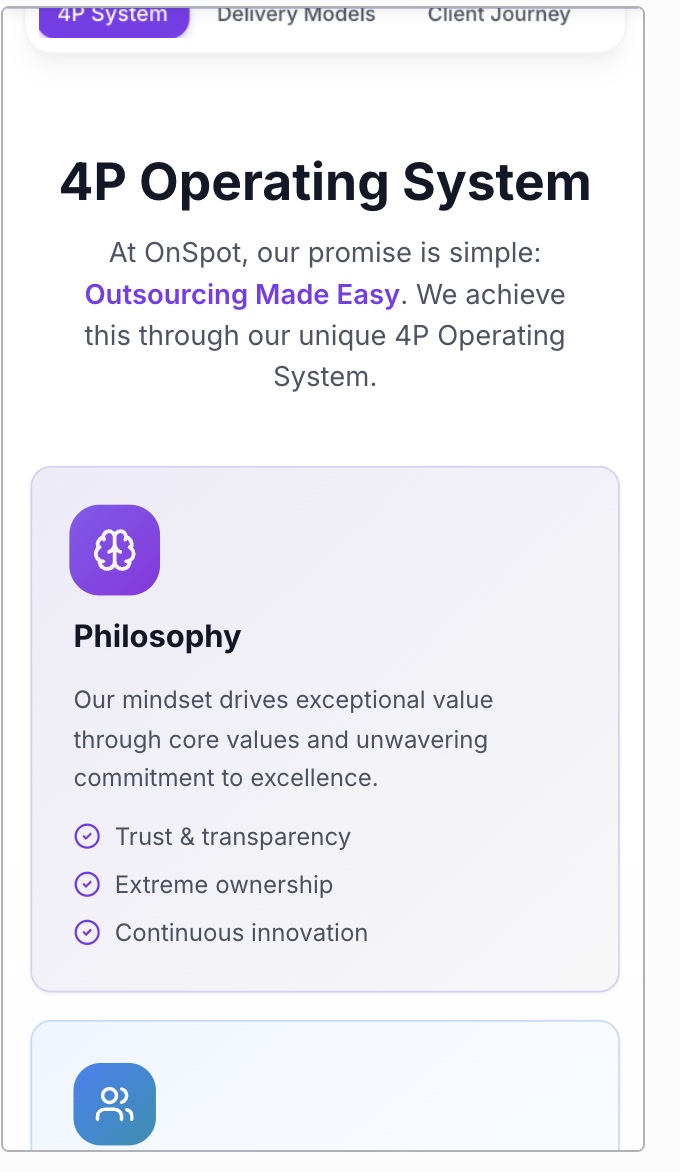 4P System Delivery Models Client Journey
4P Operating System
At OnSpot, our promise is simple:
Outsourcing Made Easy. We achieve
this through our unique 4P Operating
System.
Philosophy
Our mindset drives exceptional value
through core values and unwavering
commitment to excellence.
Trust & transparency
Extreme ownership
Continuous innovation